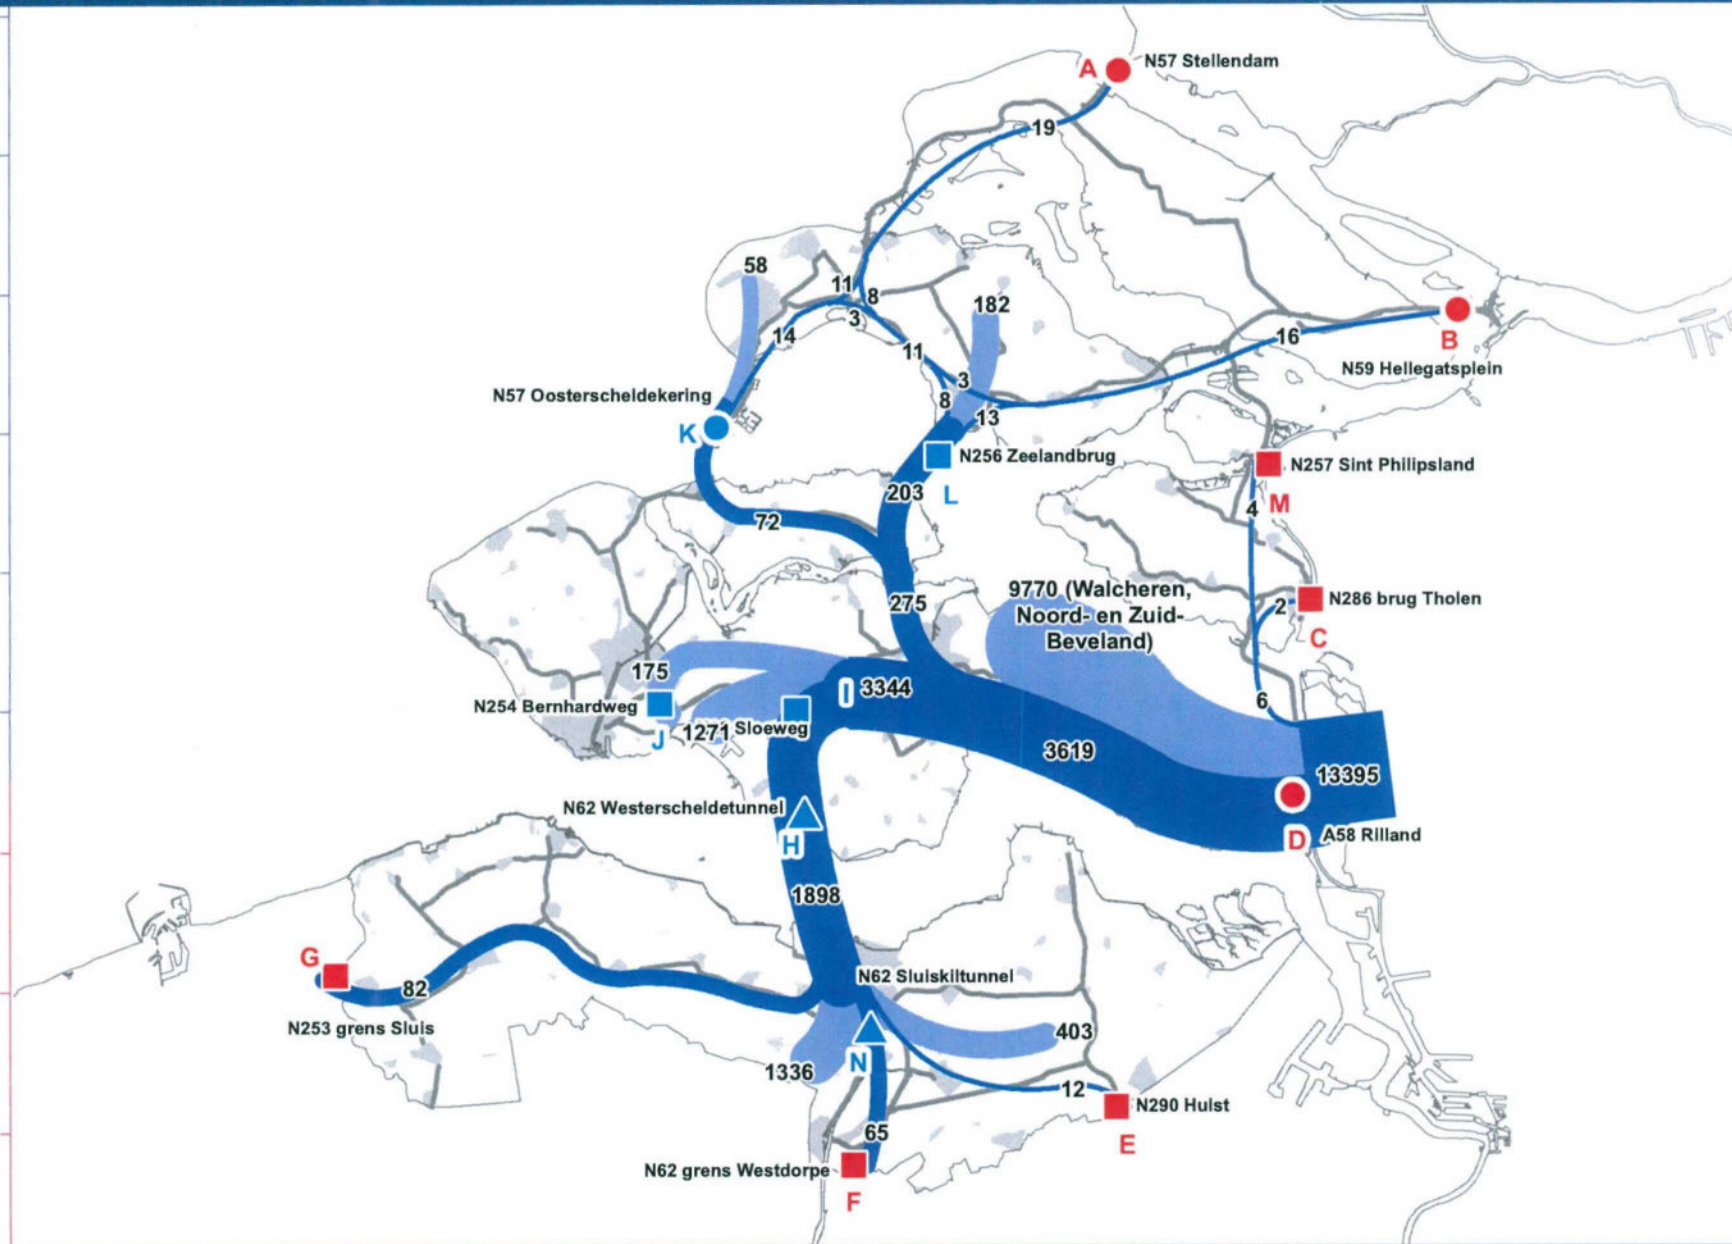 A
N57 Stellendam
19
58
11
8
3
182
14
11
16
B
N59 Hellegatsplein
3
8
13
N57 Oosterscheldekering
K
N256 Zeelandbrug
203
L
N257 Sint Philipsland
M
4
72
275
9770 (Walcheren,
Noord- en Zuid-
Beveland)
2
N286 brug Tholen
C
175
N254 Bernhardweg
J
1271
Sloeweg
I
3344
6
3619
13395
D
A58 Rilland
N62 Westerscheldetunnel
H
1898
G
82
N253 grens Sluis
N62 Sluiskiltunnel
N
403
1336
12
N290 Hulst
E
65
N62 grens Westdorpe
F